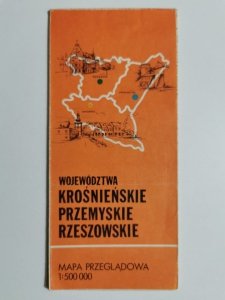 WOJEWÓDZTWA
KROŚNIEŃSKIE
PRZEMYSKIE
RZESZOWSKIE
MAPA PRZEGLĄDOWA
1:500 000